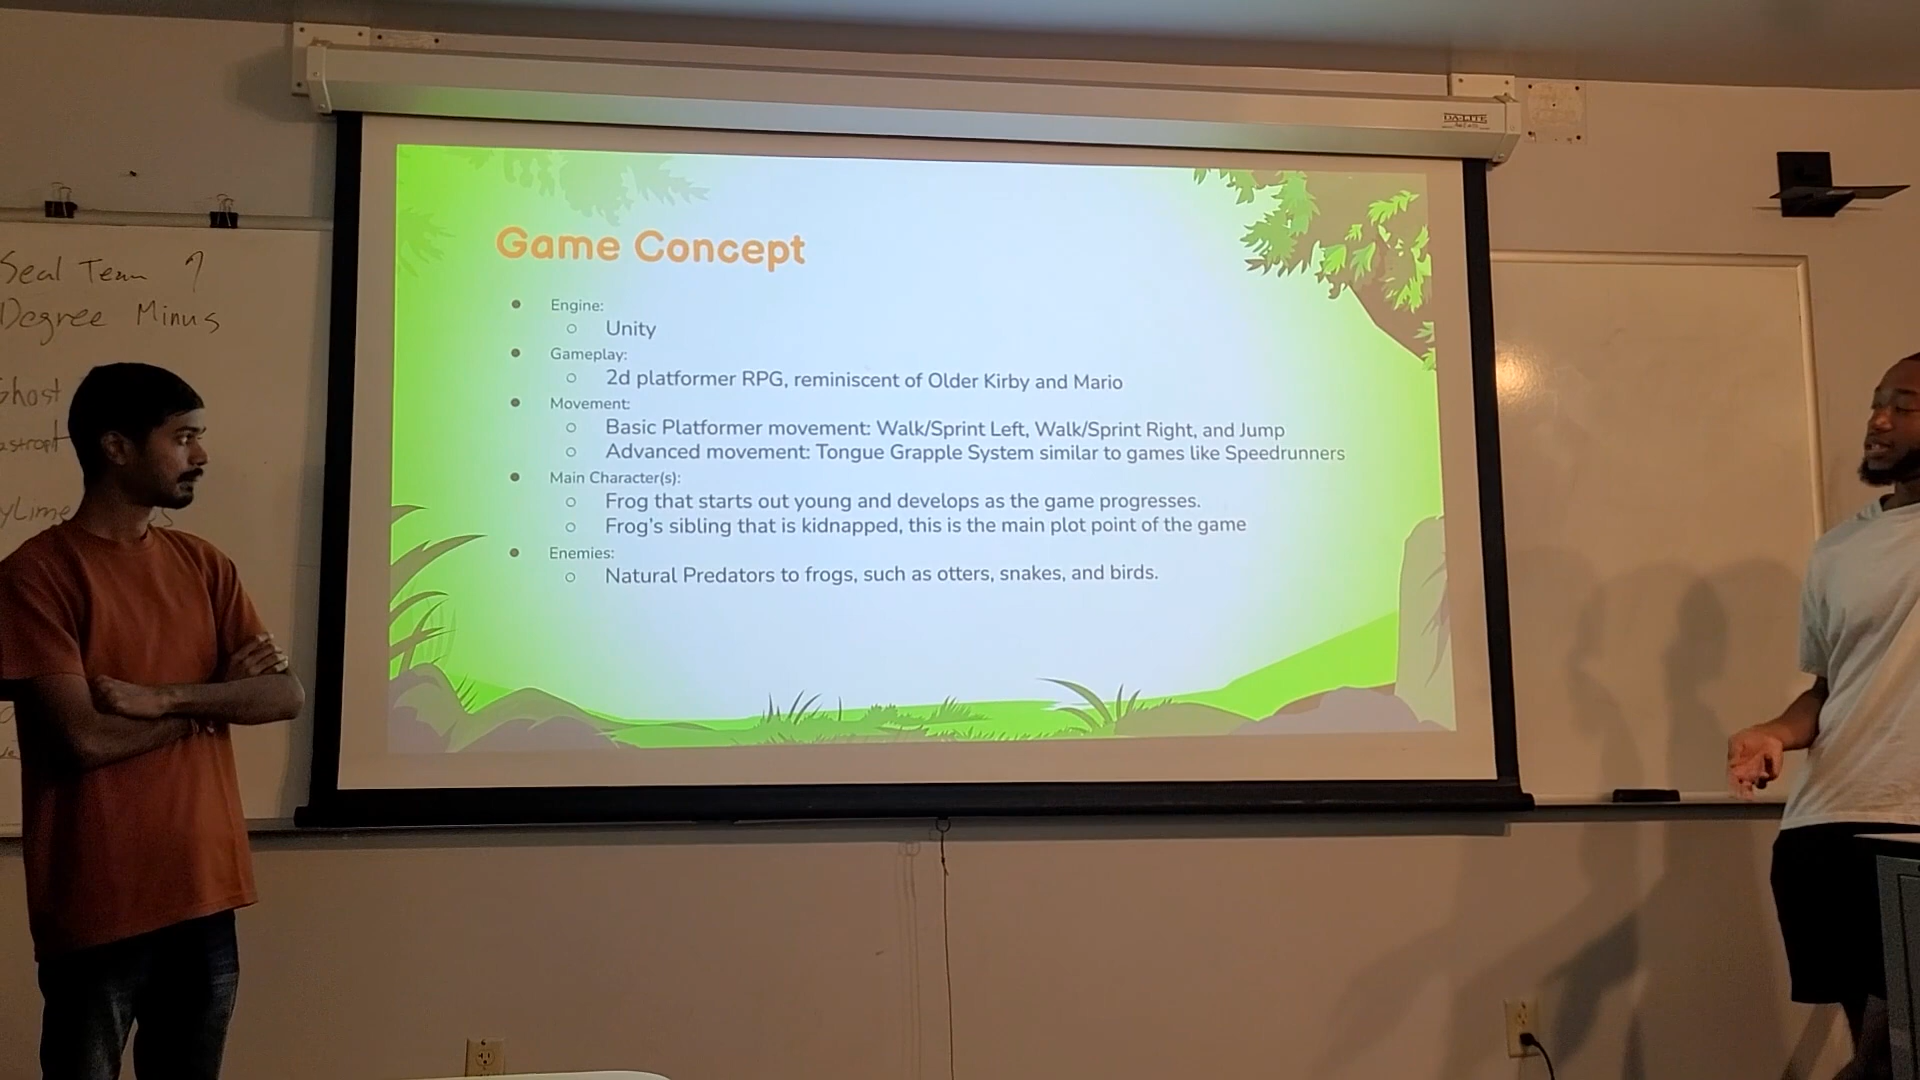 DA-LITE
Seal Team 7
Degree Minus
Ghost
Game Concept
Engine:
Unity
Gameplay:
2d platformer RPG, reminiscent of Older Kirby and Mario
Movement:
Basic Platformer movement: Walk/Sprint Left, Walk/Sprint Right, and Jump
Advanced movement: Tongue Grapple System similar to games like Speedrunners
Main Character(s):
Frog that starts out young and develops as the game progresses.
Frog's sibling that is kidnapped, this is the main plot point of the game
Enemies:
Natural Predators to frogs, such as otters, snakes, and birds.